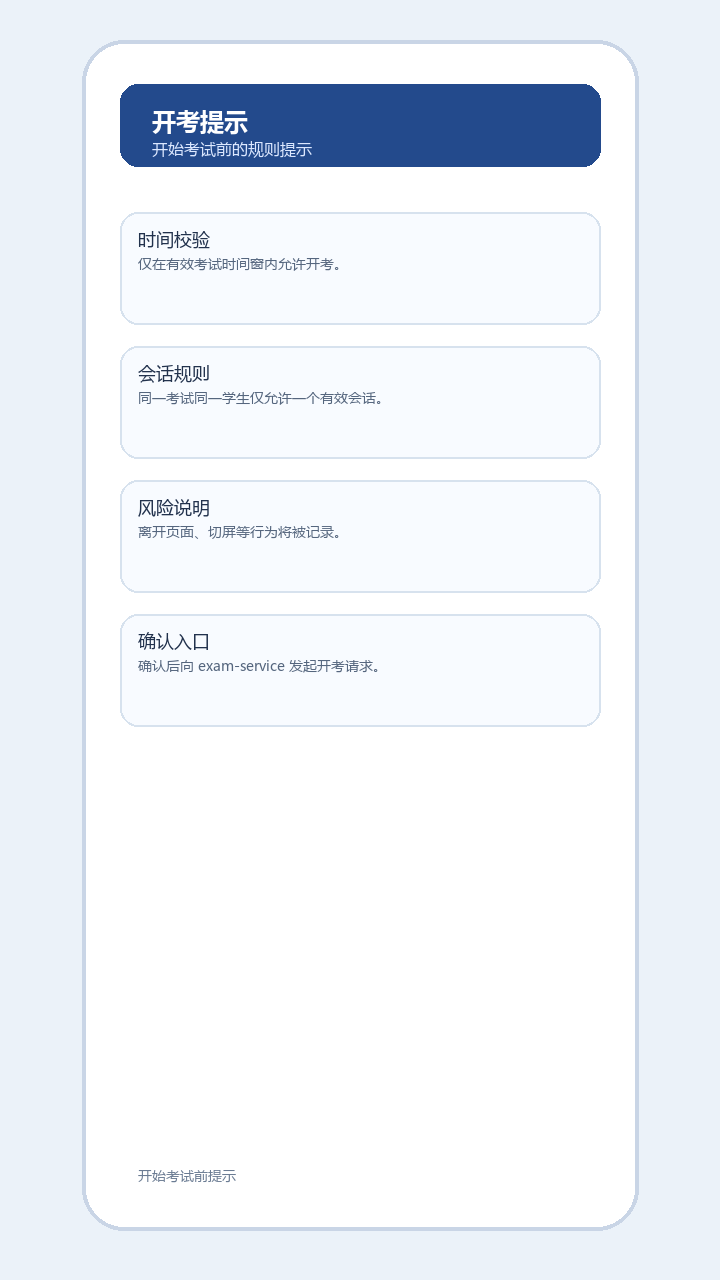 开考提示
开始考试前的规则提示
时间校验
仅在有效考试时间窗内允许开考。
会话规则
同一考试同一学生仅允许一个有效会话。
风险说明
离开页面、切屏等行为将被记录。
确认入口
确认后向 exam-service 发起开考请求。
开始考试前提示